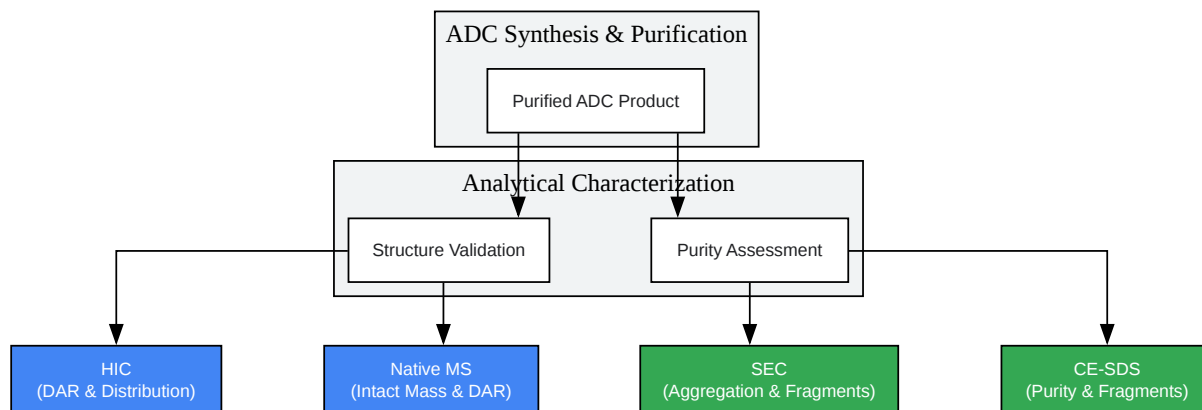 ADC Synthesis & Purification
Purified ADC Product
Analytical Characterization
Structure Validation
Purity Assessment
HIC
(DAR & Distribution)
Native MS
(Intact Mass & DAR)
SEC
(Aggregation & Fragments)
CE-SDS
(Purity & Fragments)